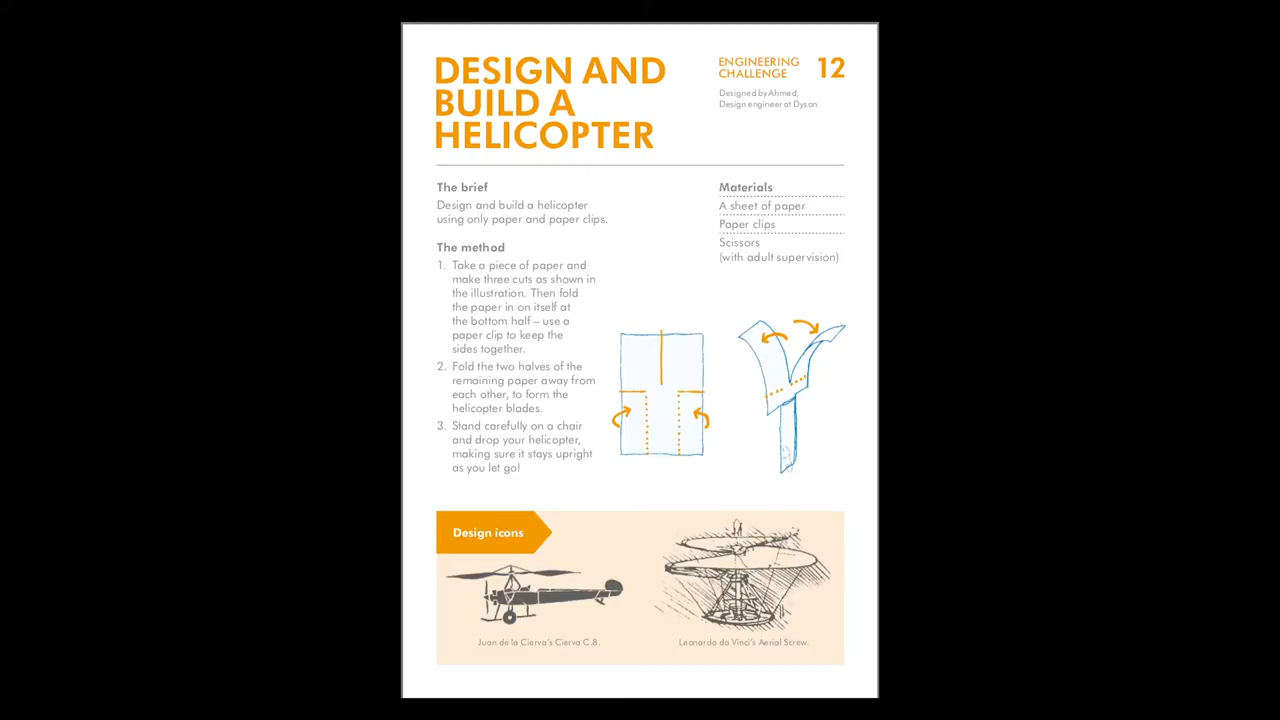 DESIGN AND
BUILD A
HELICOPTER
ENGINEERING
CHALLENGE
12
Designed by Ahmed,
Design engineer at Dyson
The brief
Design and build a helicopter
using only paper and paper clips.
The method
1. Take a piece of paper and
make three cuts as shown in
the illustration. Then fold
the paper in on itself at
the bottom half – use a
paper clip to keep the
sides together.
2. Fold the two halves of the
remaining paper away from
each other, to form the
helicopter blades.
3. Stand carefully on a chair
and drop your helicopter,
making sure it stays upright
as you let go!
Materials
A sheet of paper
Paper clips
Scissors
(with adult supervision)
Design icons
Juan de la Cierva's Cierva C.8.
Leonardo da Vinci's Aerial Screw.